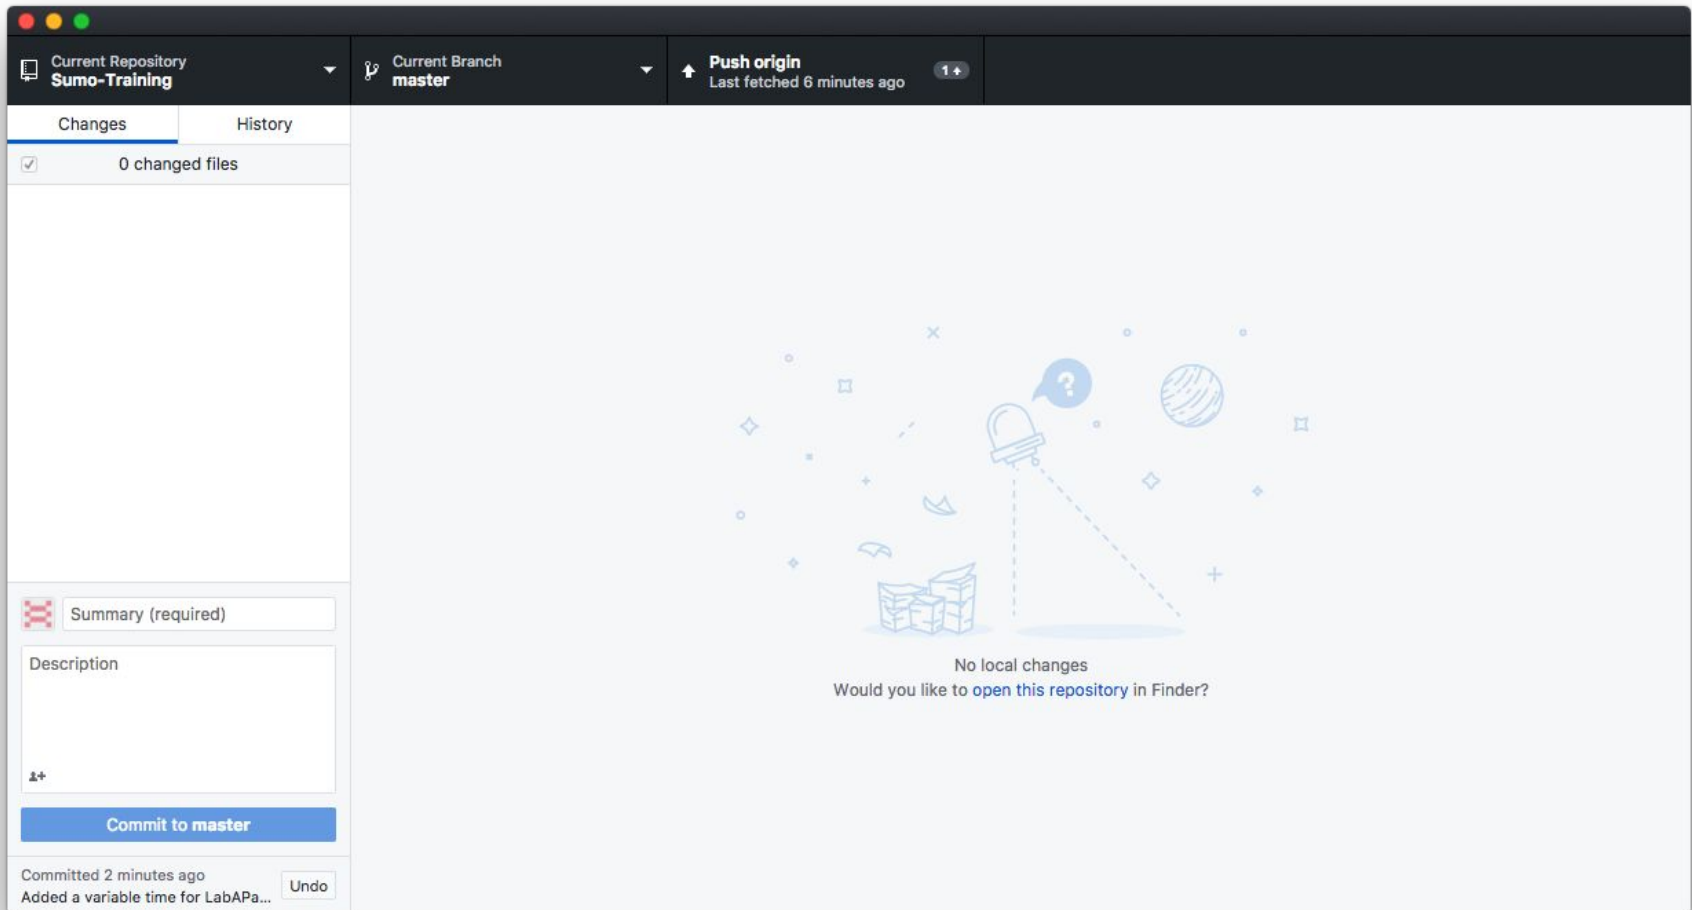 Current Repository
Sumo-Training
Current Branch
master
Push origin
Last fetched 6 minutes ago
1
Changes
History
0 changed files
?
No local changes
Would you like to open this repository in Finder?
Summary (required)
Description
Commit to master
Committed 2 minutes ago
Added a variable time for LabAPa...
Undo